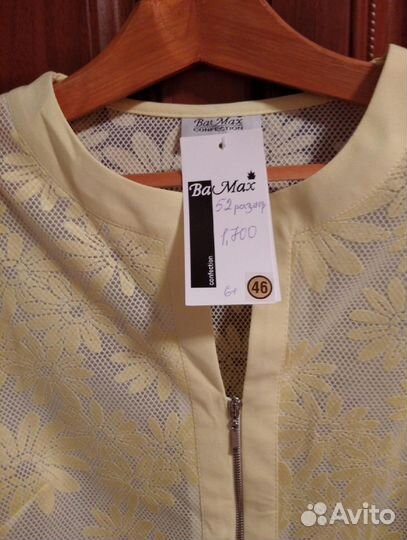 BaMax
CONFECTION
BaMax
52 размер
1,700
confection
46
Avito